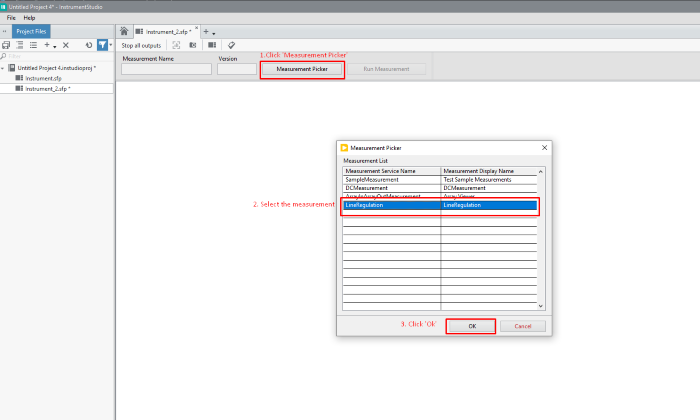 Untitled Project 4* - InstrumentStudio
File Help
Project Files
Instrument_2.sfp *
Stop all outputs
Filter
1.Click 'Measurement Picker'
Measurement Name
Version
Measurement Picker
Run Measurement
Untitled Project 4.instudioproj *
Instrument.sfp
Instrument_2.sfp *
Measurement Picker
Measurement List
Measurement Service Name Measurement Display Name
SampleMeasurement Test Sample Measurements
DCMeasurement DCMeasurement
ArrayInArrayOutMeasurement Array Viewer
2. Select the measurement
LineRegulation LineRegulation
3. Click 'Ok'
OK
Cancel